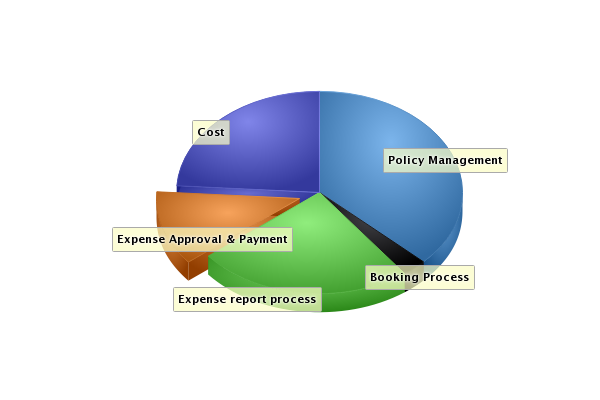 Cost
Policy Management
Expense Approval & Payment
Booking Process
Expense report process